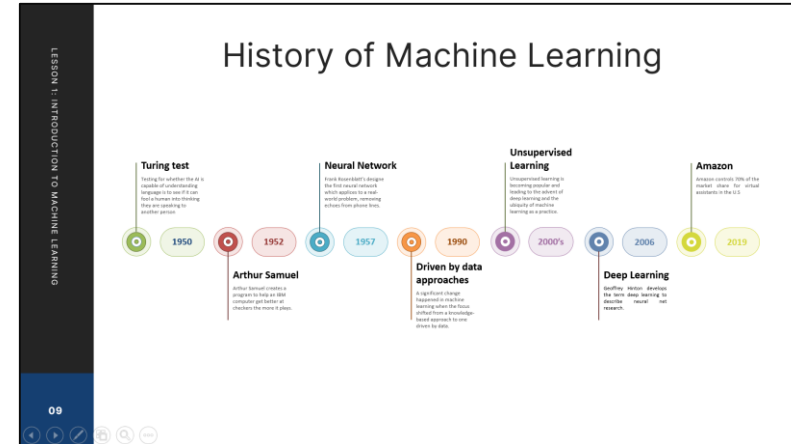 LESSON 1: INTRODUCTION TO MACHINE LEARNING
History of Machine Learning
Turing test
Testing for whether the AI is
capable of understanding
language is to see if it can
fool a human into thinking
they are speaking to
another person
1950
Arthur Samuel
Arthur Samuel creates a
program to help an IBM
computer get better at
checkers the more it plays.
1952
Neural Network
Frank Rosenblatt's designe
the first neural network
which applices to a real-
world problem, removing
echoes from phone lines.
1957
Driven by data
approaches
A significant change
happened in machine
learning when the focus
shifted from a knowledge-
based approach to one
driven by data.
1990
Unsupervised
Learning
Unsupervised learning is
becoming popular and
leading to the advent of
deep learning and the
ubiquity of machine
learning as a practice.
2000's
Deep Learning
Geoffrey Hinton develops
the term deep learning to
describe neural net
research.
2006
Amazon
Amazon controls 70% of the
market share for virtual
assistants in the U.S
2019
09